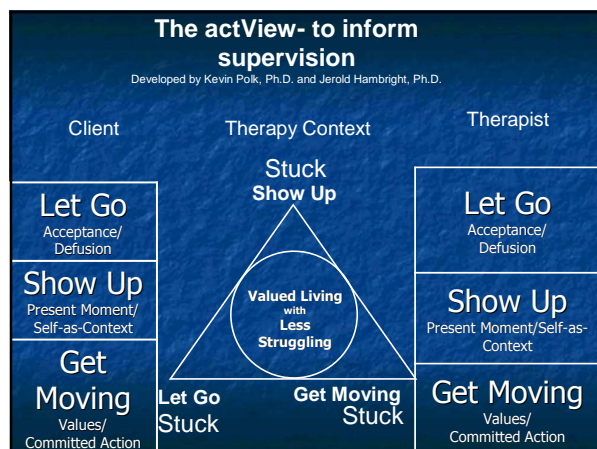 The actView- to inform
supervision
Developed by Kevin Polk, Ph.D. and Jerold Hambright, Ph.D.
Client
Therapy Context
Therapist
Let Go
Acceptance/
Defusion
Show Up
Present Moment/
Self-as-Context
Get
Moving
Values/
Committed Action
Stuck
Show Up
Valued Living
with
Less
Struggling
Let Go
Stuck
Get Moving
Stuck
Let Go
Acceptance/
Defusion
Show Up
Present Moment/Self-as-
Context
Get Moving
Values/
Committed Action